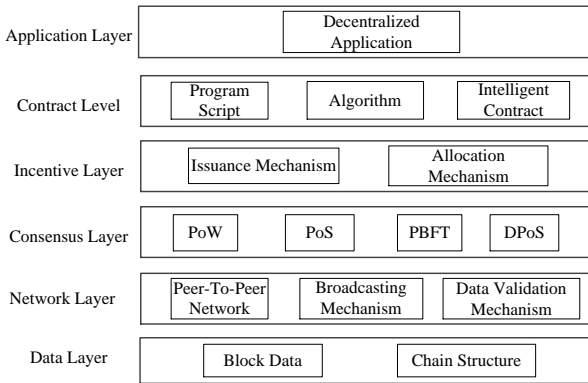 Application Layer
Decentralized
Application
Contract Level
Program
Script
Algorithm
Intelligent
Contract
Incentive Layer
Issuance Mechanism
Allocation
Mechanism
Consensus Layer
PoW
PoS
PBFT
DPoS
Network Layer
Peer-To-Peer
Network
Broadcasting
Mechanism
Data Validation
Mechanism
Data Layer
Block Data
Chain Structure